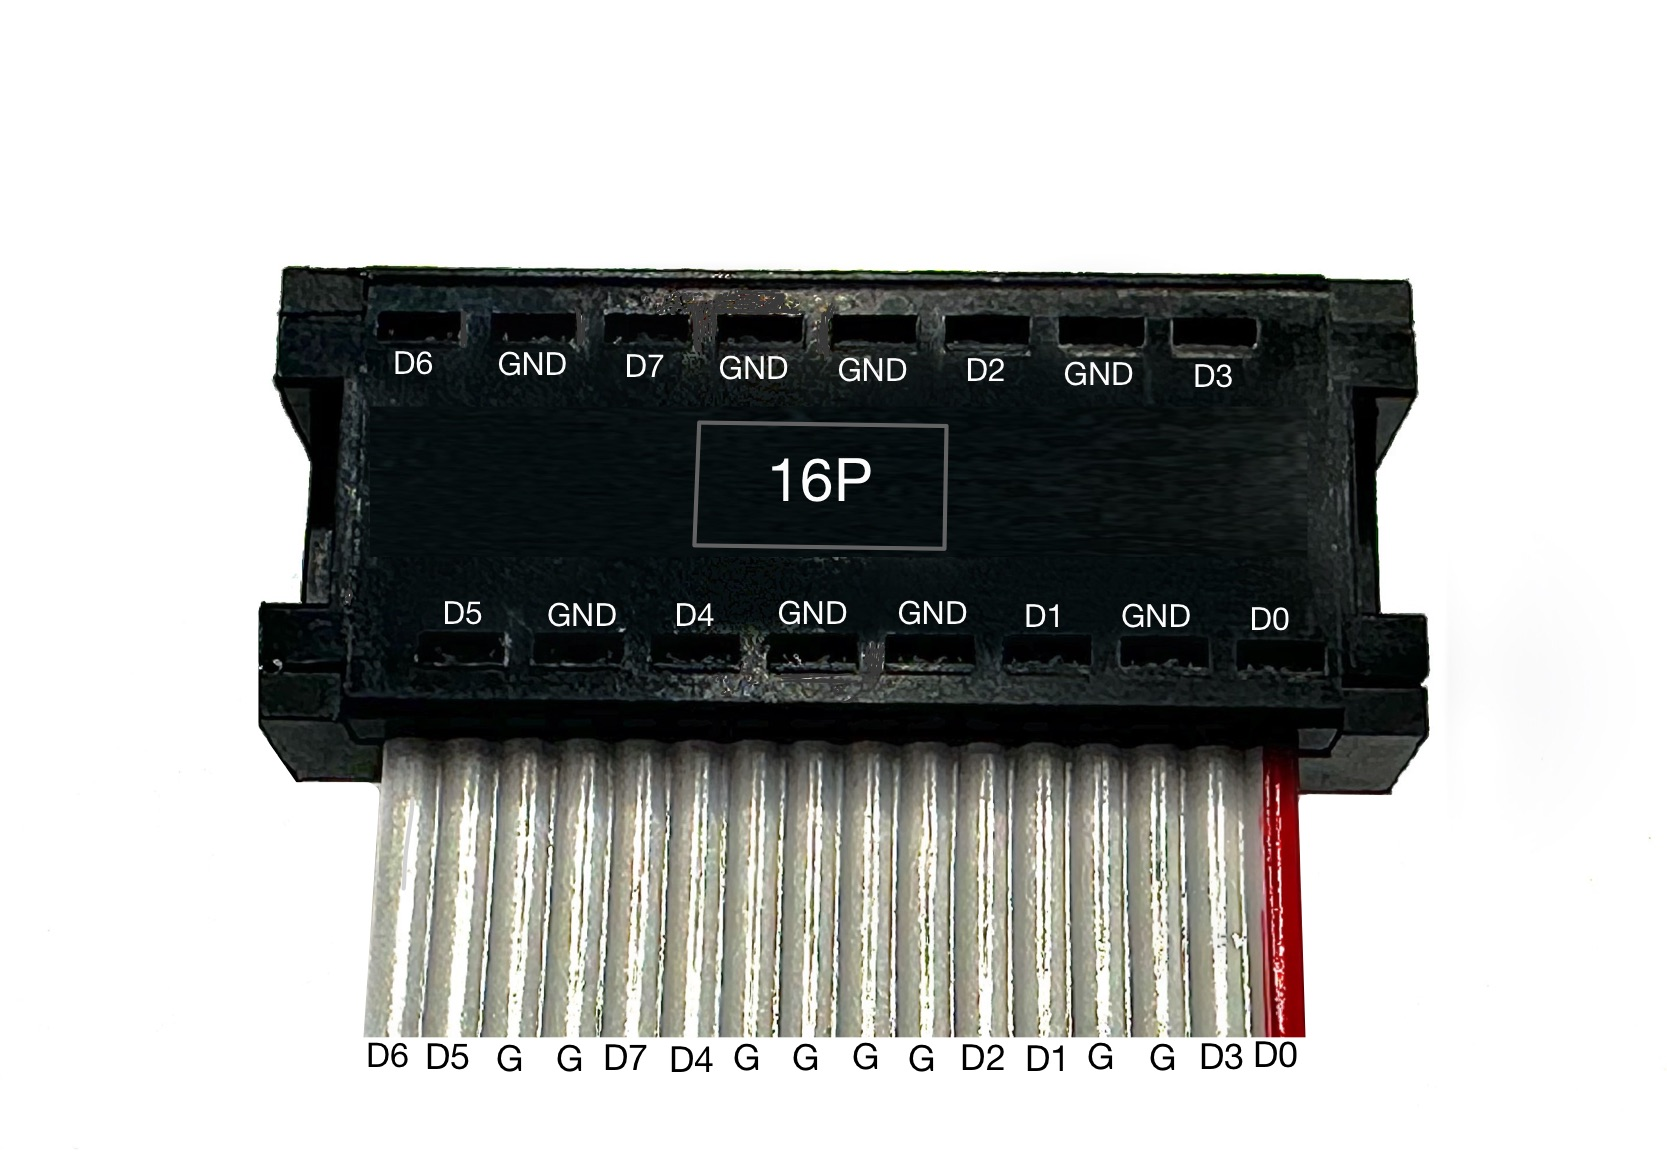 D6 GND D7 GND GND D2 GND D3
16P
D5 GND D4 GND GND D1 GND D0
D6 D5 G G D7 D4 G G G G D2 D1 G G D3 D0